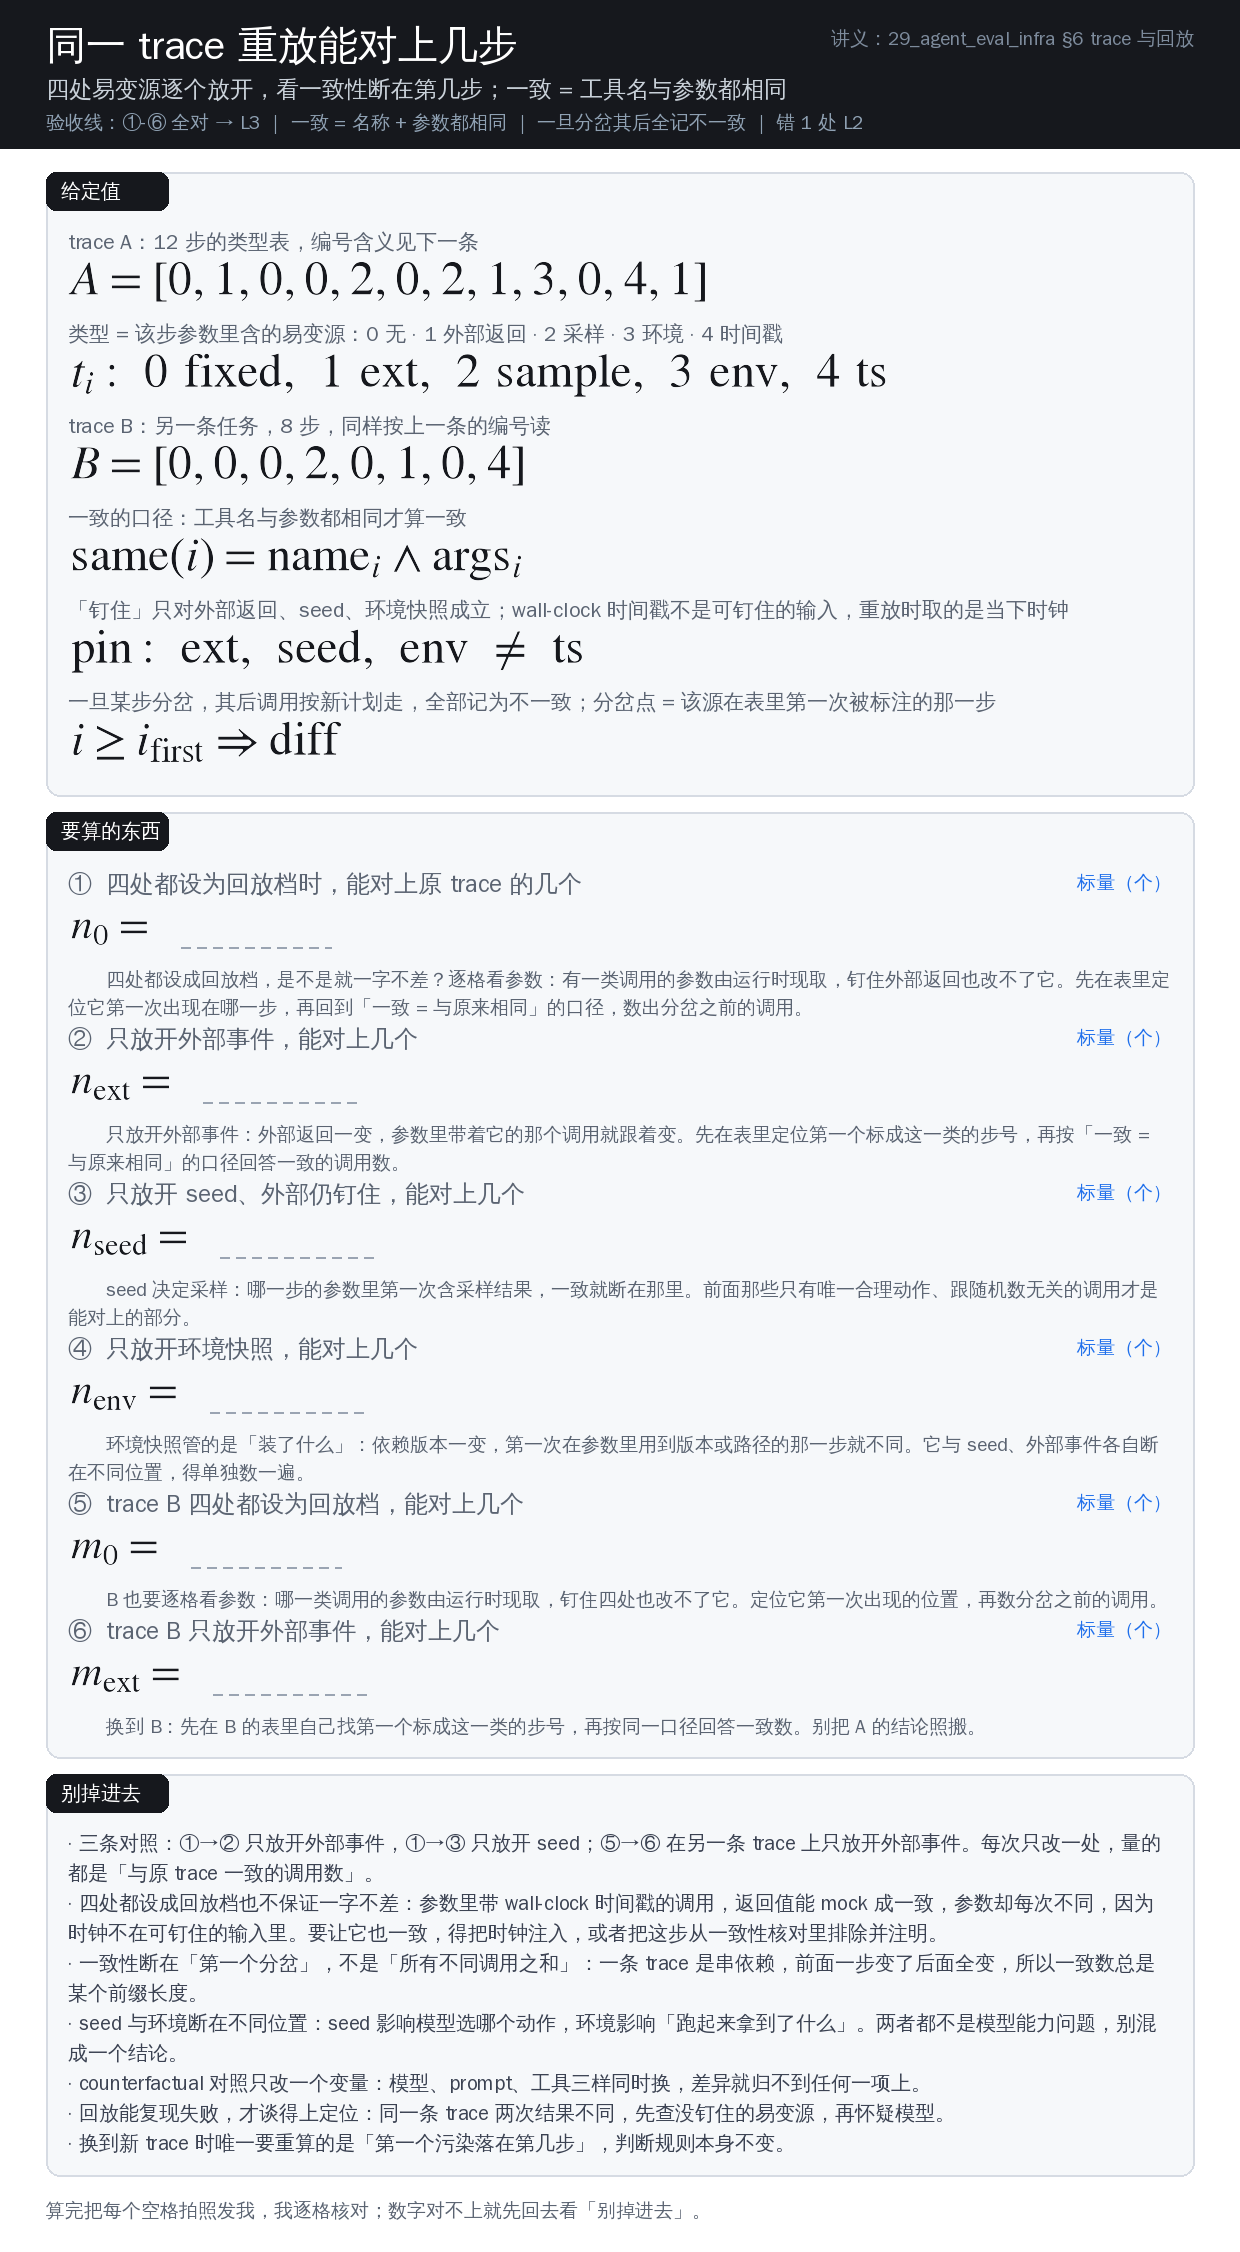 同一 trace 重放能对上几步
讲义：29_agent_eval_infra §6 trace 与回放
四处易变源逐个放开，看一致性断在第几步；一致 = 工具名与参数都相同
验收线：①-⑥ 全对 → L3 ｜ 一致 = 名称 + 参数都相同 ｜ 一旦分岔其后全记不一致 ｜ 错 1 处 L2
给定值
trace A：12 步的类型表，编号含义见下一条
A = [0, 1, 0, 0, 2, 0, 2, 1, 3, 0, 4, 1]
类型 = 该步参数里含的易变源：0 无 · 1 外部返回 · 2 采样 · 3 环境 · 4 时间戳
t_i : 0 fixed, 1 ext, 2 sample, 3 env, 4 ts
trace B：另一条任务，8 步，同样按上一条的编号读
B = [0, 0, 0, 2, 0, 1, 0, 4]
一致的口径：工具名与参数都相同才算一致
same(i) = name_i ∧ args_i
「钉住」只对外部返回、seed、环境快照成立；wall-clock 时间戳不是可钉住的输入，重放时取的是当下时钟
pin : ext, seed, env ≠ ts
一旦某步分岔，其后调用按新计划走，全部记为不一致；分岔点 = 该源在表里第一次被标注的那一步
i ≥ i_first ⇒ diff
要算的东西
① 四处都设为回放档时，能对上原 trace 的几个
标量（个）
n_0 =
四处都设成回放档，是不是就一字不差？逐格看参数：有一类调用的参数由运行时现取，钉住外部返回也改不了它。先在表里定
位它第一次出现在哪一步，再回到「一致 = 与原来相同」的口径，数出分岔之前的调用。
② 只放开外部事件，能对上几个
标量（个）
n_ext =
只放开外部事件：外部返回一变，参数里带着它的那个调用就跟着变。先在表里定位第一个标成这一类的步号，再按「一致 =
与原来相同」的口径回答一致的调用数。
③ 只放开 seed、外部仍钉住，能对上几个
标量（个）
n_seed =
seed 决定采样：哪一步的参数里第一次含采样结果，一致就断在那里。前面那些只有唯一合理动作、跟随机数无关的调用才是
能对上的部分。
④ 只放开环境快照，能对上几个
标量（个）
n_env =
环境快照管的是「装了什么」：依赖版本一变，第一次在参数里用到版本或路径的那一步就不同。它与 seed、外部事件各自断
在不同位置，得单独数一遍。
⑤ trace B 四处都设为回放档，能对上几个
标量（个）
m_0 =
B 也要逐格看参数：哪一类调用的参数由运行时现取，钉住四处也改不了它。定位它第一次出现的位置，再数分岔之前的调用。
⑥ trace B 只放开外部事件，能对上几个
标量（个）
m_ext =
换到 B：先在 B 的表里自己找第一个标成这一类的步号，再按同一口径回答一致数。别把 A 的结论照搬。
别掉进去
· 三条对照：①→② 只放开外部事件，①→③ 只放开 seed；⑤→⑥ 在另一条 trace 上只放开外部事件。每次只改一处，量的
都是「与原 trace 一致的调用数」。
· 四处都设成回放档也不保证一字不差：参数里带 wall-clock 时间戳的调用，返回值能 mock 成一致，参数却每次不同，因为
时钟不在可钉住的输入里。要让它也一致，得把时钟注入，或者把这步从一致性核对里排除并注明。
· 一致性断在「第一个分岔」，不是「所有不同调用之和」：一条 trace 是串依赖，前面一步变了后面全变，所以一致数总是
某个前缀长度。
· seed 与环境断在不同位置：seed 影响模型选哪个动作，环境影响「跑起来拿到了什么」。两者都不是模型能力问题，别混
成一个结论。
· counterfactual 对照只改一个变量：模型、prompt、工具三样同时换，差异就归不到任何一项上。
· 回放能复现失败，才谈得上定位：同一条 trace 两次结果不同，先查没钉住的易变源，再怀疑模型。
· 换到新 trace 时唯一要重算的是「第一个污染落在第几步」，判断规则本身不变。
算完把每个空格拍照发我，我逐格核对；数字对不上就先回去看「别掉进去」。